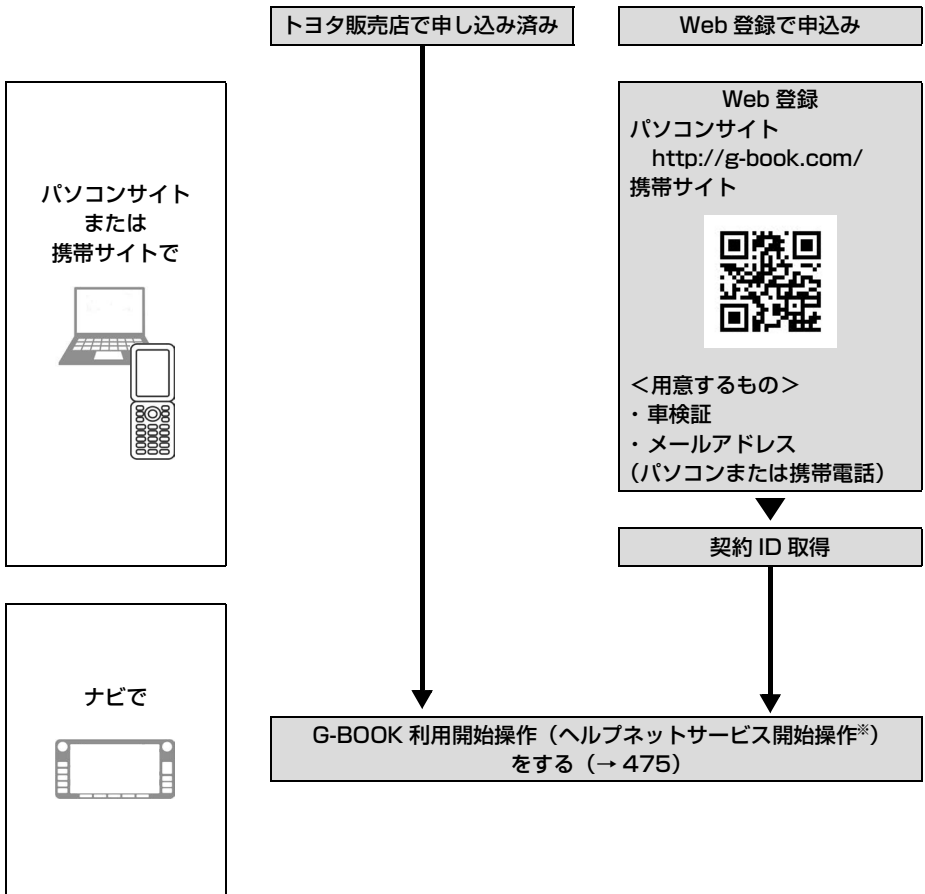 トヨタ販売店で申し込み済み
Web 登録で申込み
パソコンサイト
または
携帯サイトで
Web 登録
パソコンサイト
http://g-book.com/
携帯サイト
＜用意するもの＞
・車検証
・メールアドレス
（パソコンまたは携帯電話）
契約 ID 取得
ナビで
G-BOOK 利用開始操作（ヘルプネットサービス開始操作※）
をする（→ 475）